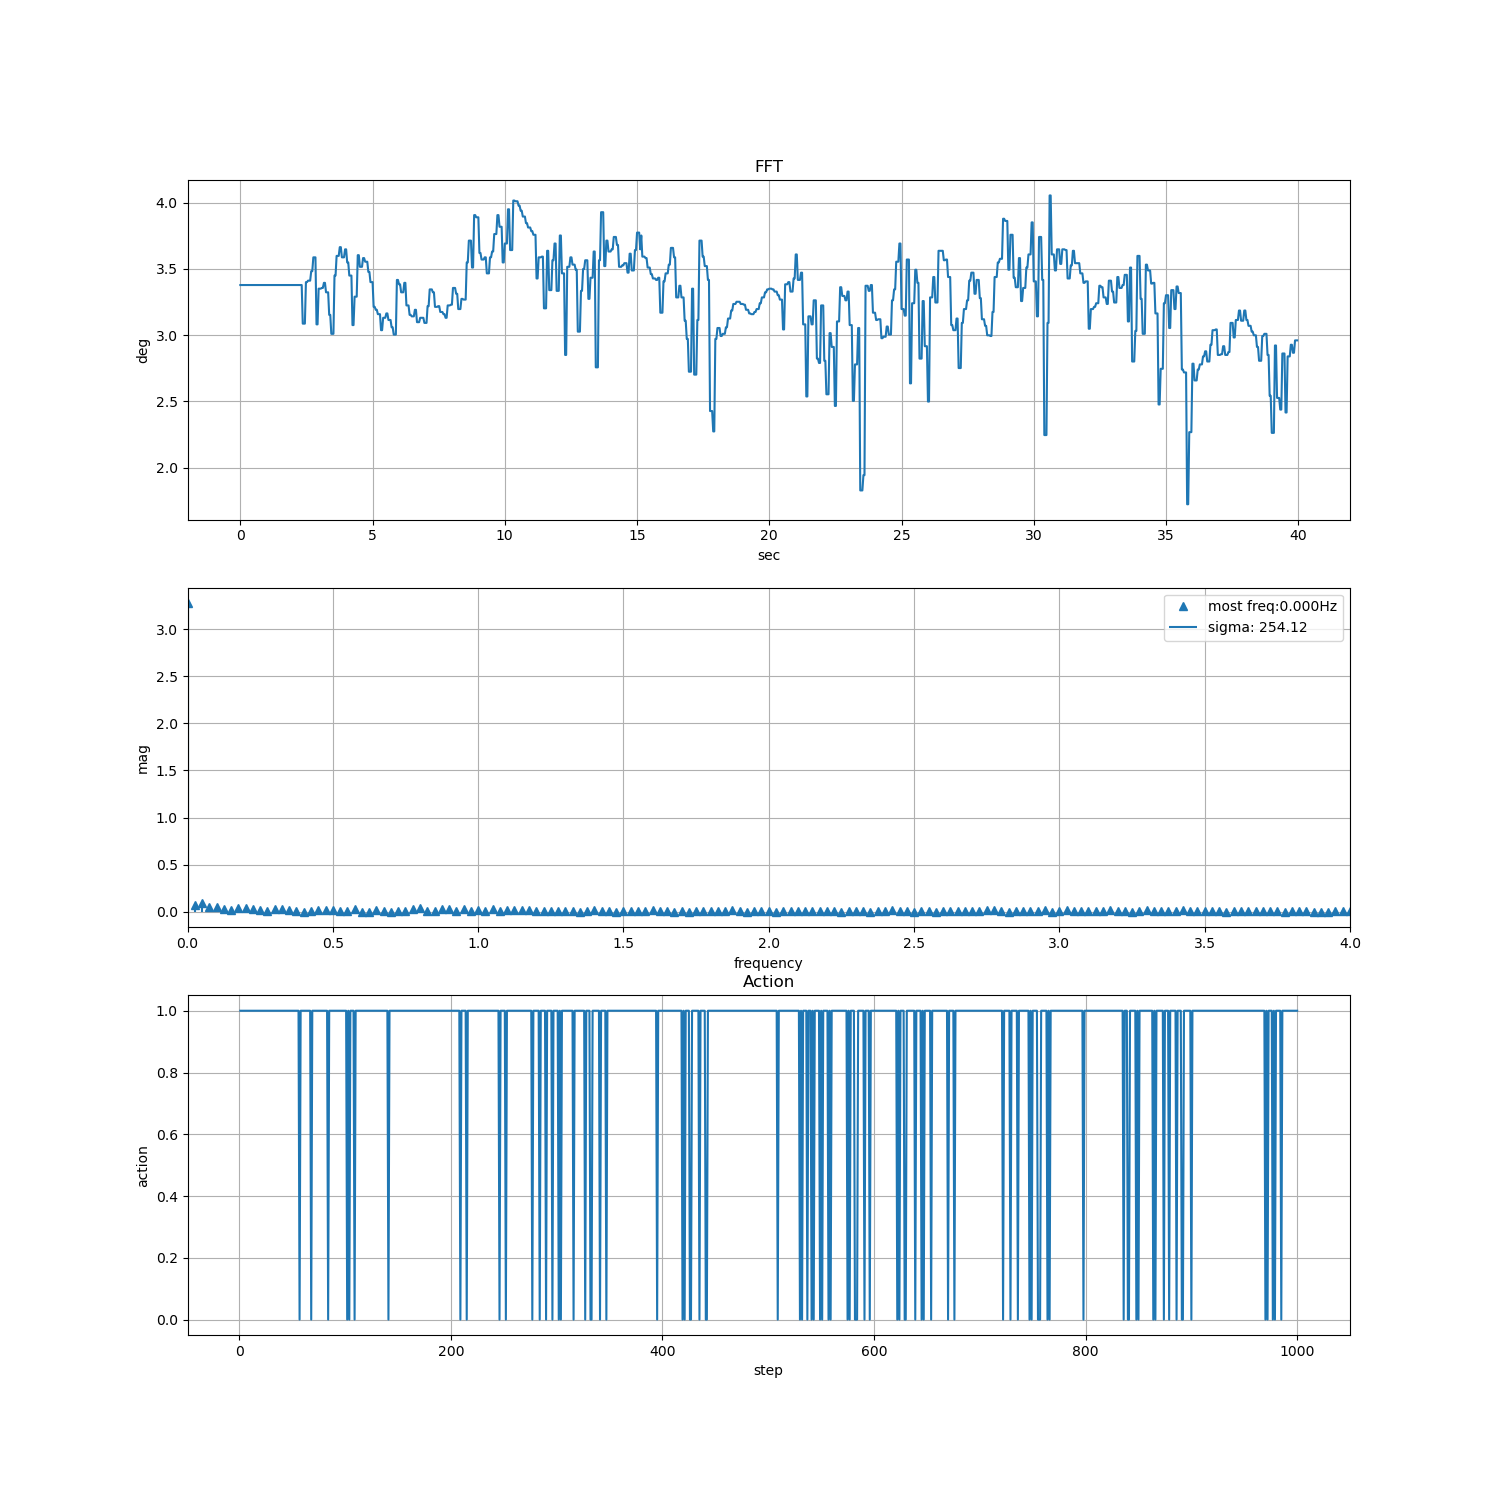 FFT
4.0
3.5
3.0
2.5
2.0
deg
0 5 10 15 20 25 30 35 40
sec
most freq:0.000Hz
sigma: 254.12
3.0
2.5
2.0
1.5
1.0
0.5
0.0
mag
0.0 0.5 1.0 1.5 2.0 2.5 3.0 3.5 4.0
frequency
Action
1.0
0.8
0.6
0.4
0.2
0.0
action
0 200 400 600 800 1000
step